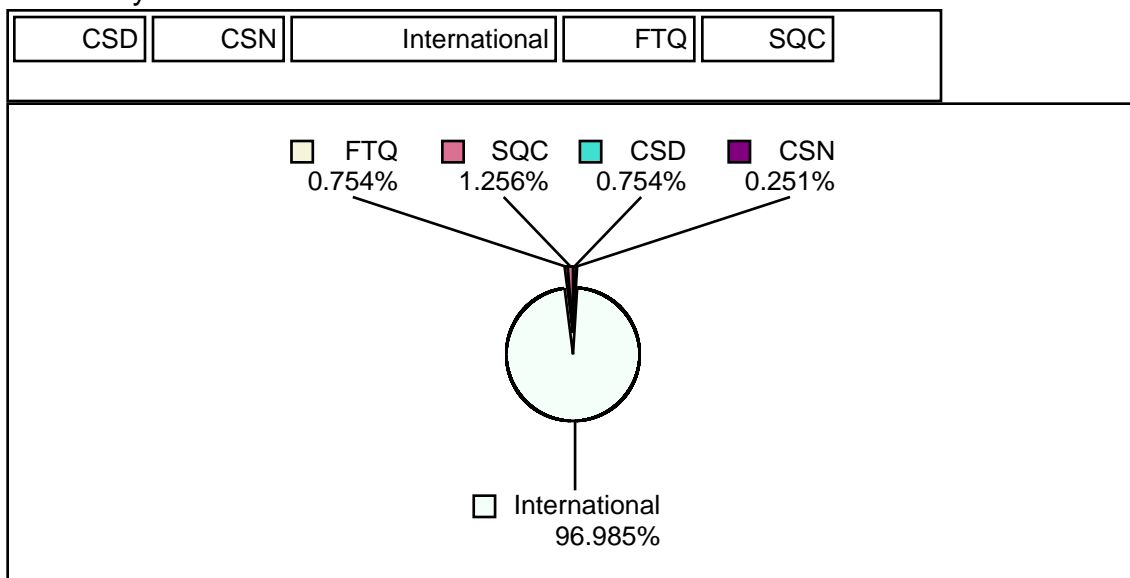 CSD CSN International FTQ SQC
FTQ SQC CSD CSN
0.754% 1.256% 0.754% 0.251%
International
96.985%